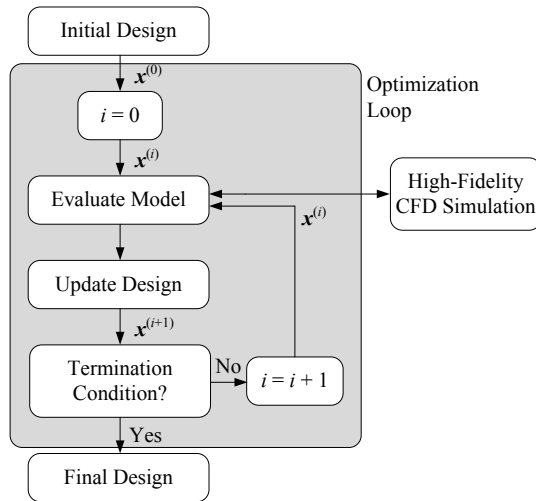 Initial Design
x^(0)
Optimization
Loop
i = 0
x^(i)
Evaluate Model
High-Fidelity
CFD Simulation
x^(i)
Update Design
x^(i+1)
Termination
Condition?
No
i = i + 1
Yes
Final Design